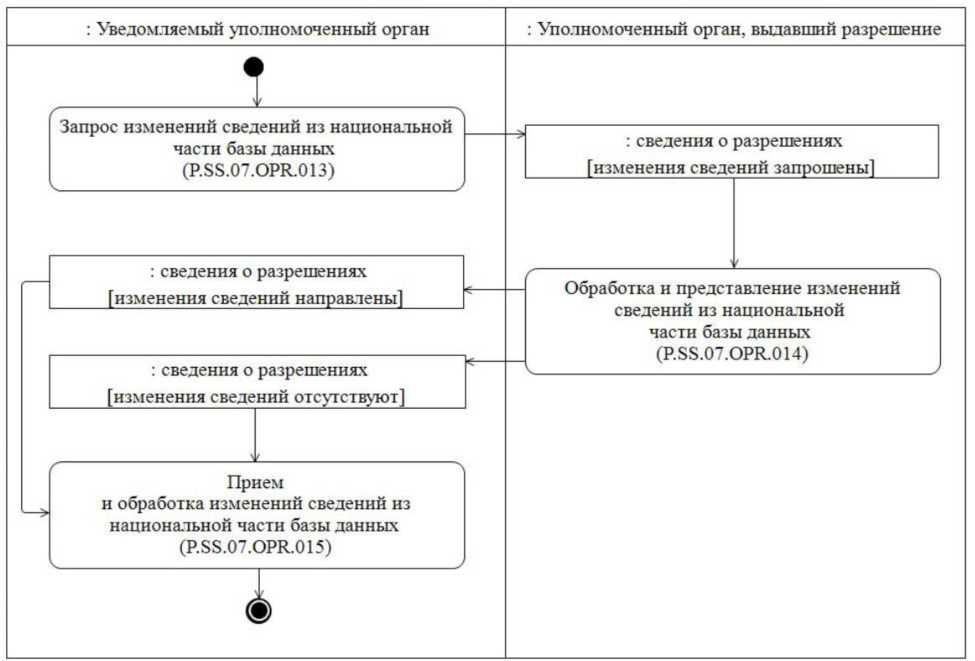 : Уведомляемый уполномоченный орган
: Уполномоченный орган, выдавший разрешение
Запрос изменений сведений из национальной
части базы данных
(P.SS.07.OPR.013)
: сведения о разрешениях
[изменения сведений запрошены]
: сведения о разрешениях
[изменения сведений направлены]
Обработка и представление изменений
сведений из национальной
части базы данных
(P.SS.07.OPR.014)
: сведения о разрешениях
[изменения сведений отсутствуют]
Прием
и обработка изменений сведений из
национальной части базы данных
(P.SS.07.OPR.015)